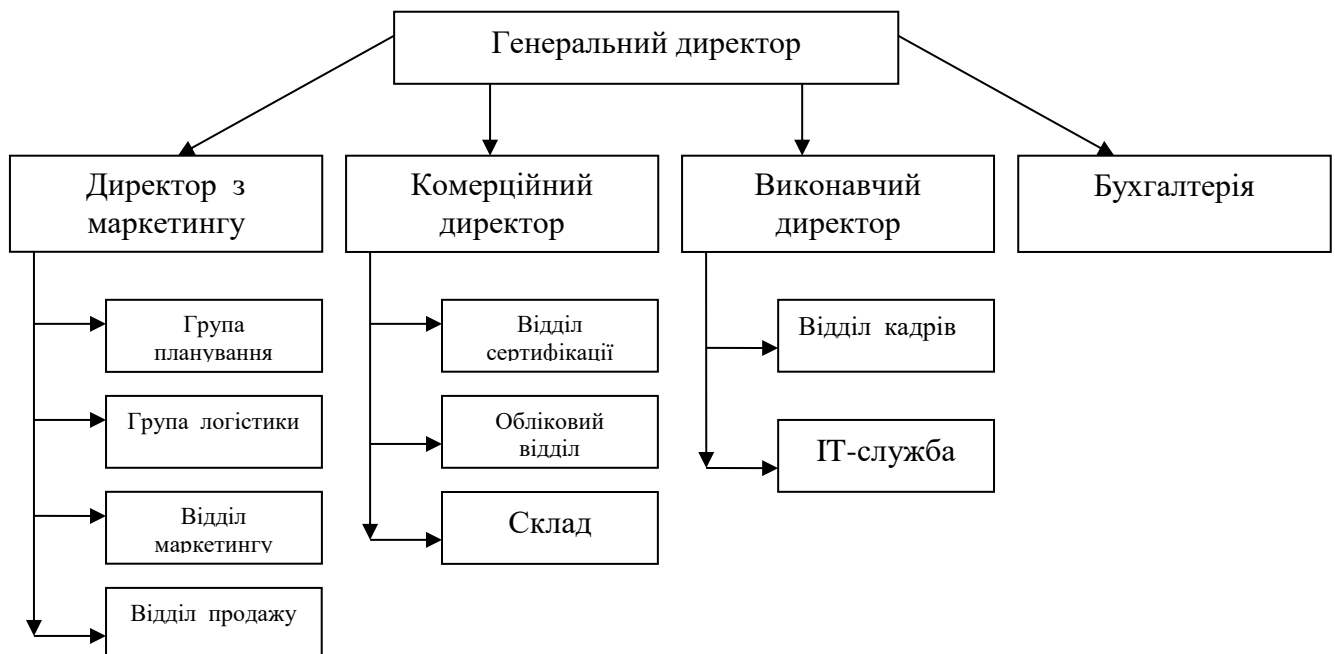 Генеральний директор
Директор з
маркетингу
Комерційний
директор
Виконавчий
директор
Бухгалтерія
Група
планування
Група логістики
Відділ
маркетингу
Відділ продажу
Відділ
сертифікації
Обліковий
відділ
Склад
Відділ кадрів
ІТ-служба